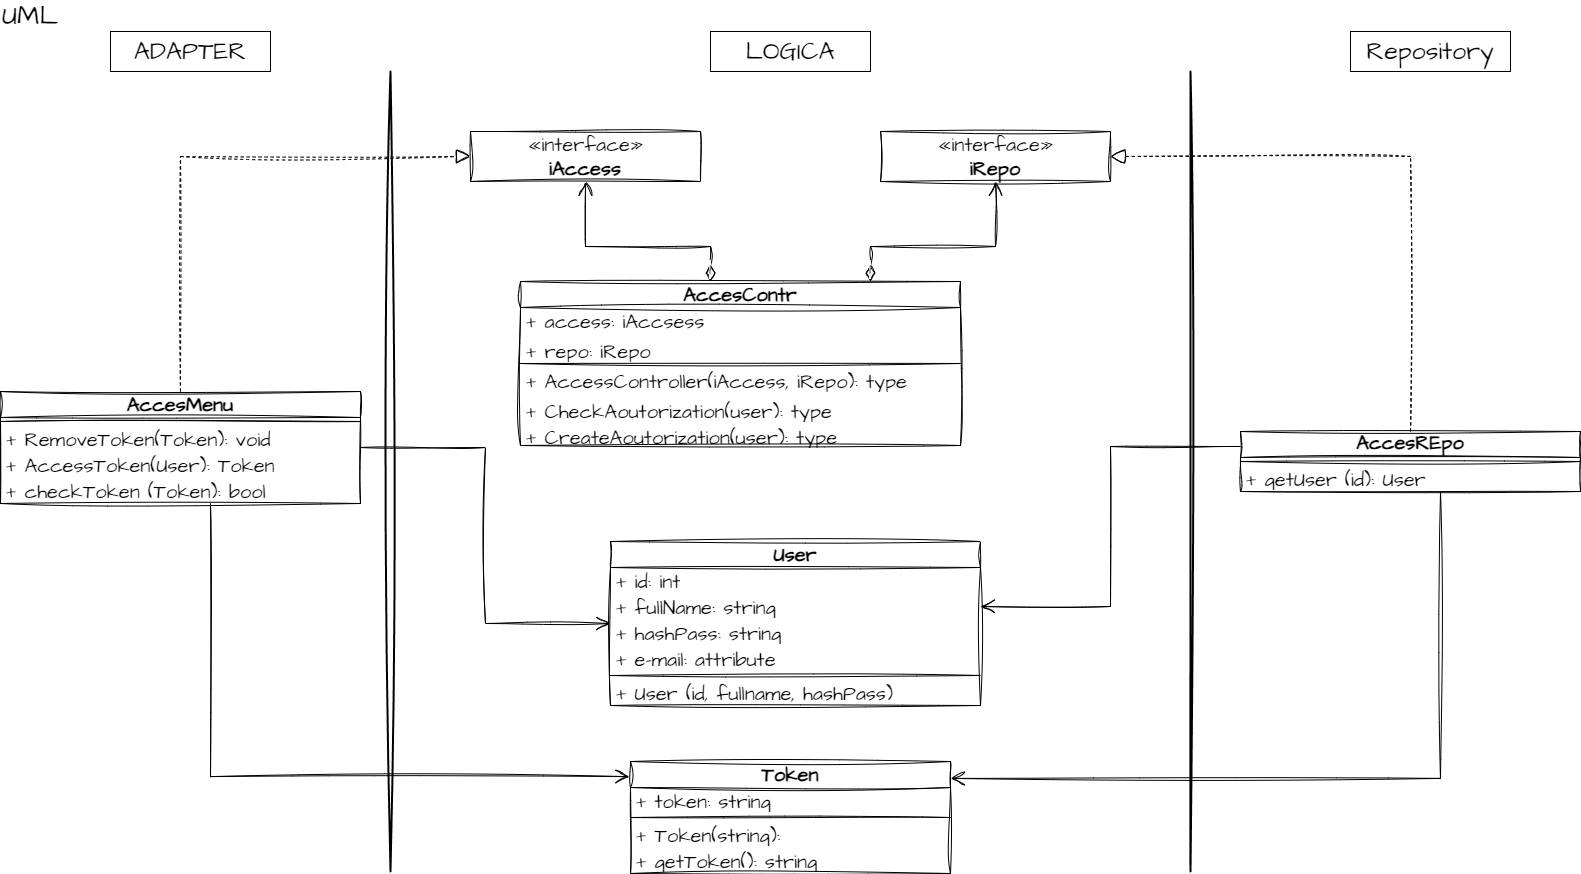 UML
ADAPTER
LOGICA
Repository
«interface»
iAccess
«interface»
iRepo
AccesContr
+ access: iAccsess
+ repo: iRepo
+ AccessController(iAccess, iRepo): type
+ CheckAoutorization(user): type
+ CreateAoutorization(user): type
AccesMenu
+ RemoveToken(Token): void
+ AccessToken(User): Token
+ checkToken (Token): bool
AccesREpo
+ getUser (id): User
User
+ id: int
+ fullName: string
+ hashPass: string
+ e-mail: attribute
+ User (id, fullname, hashPass)
Token
+ token: string
+ Token(string):
+ getToken(): string